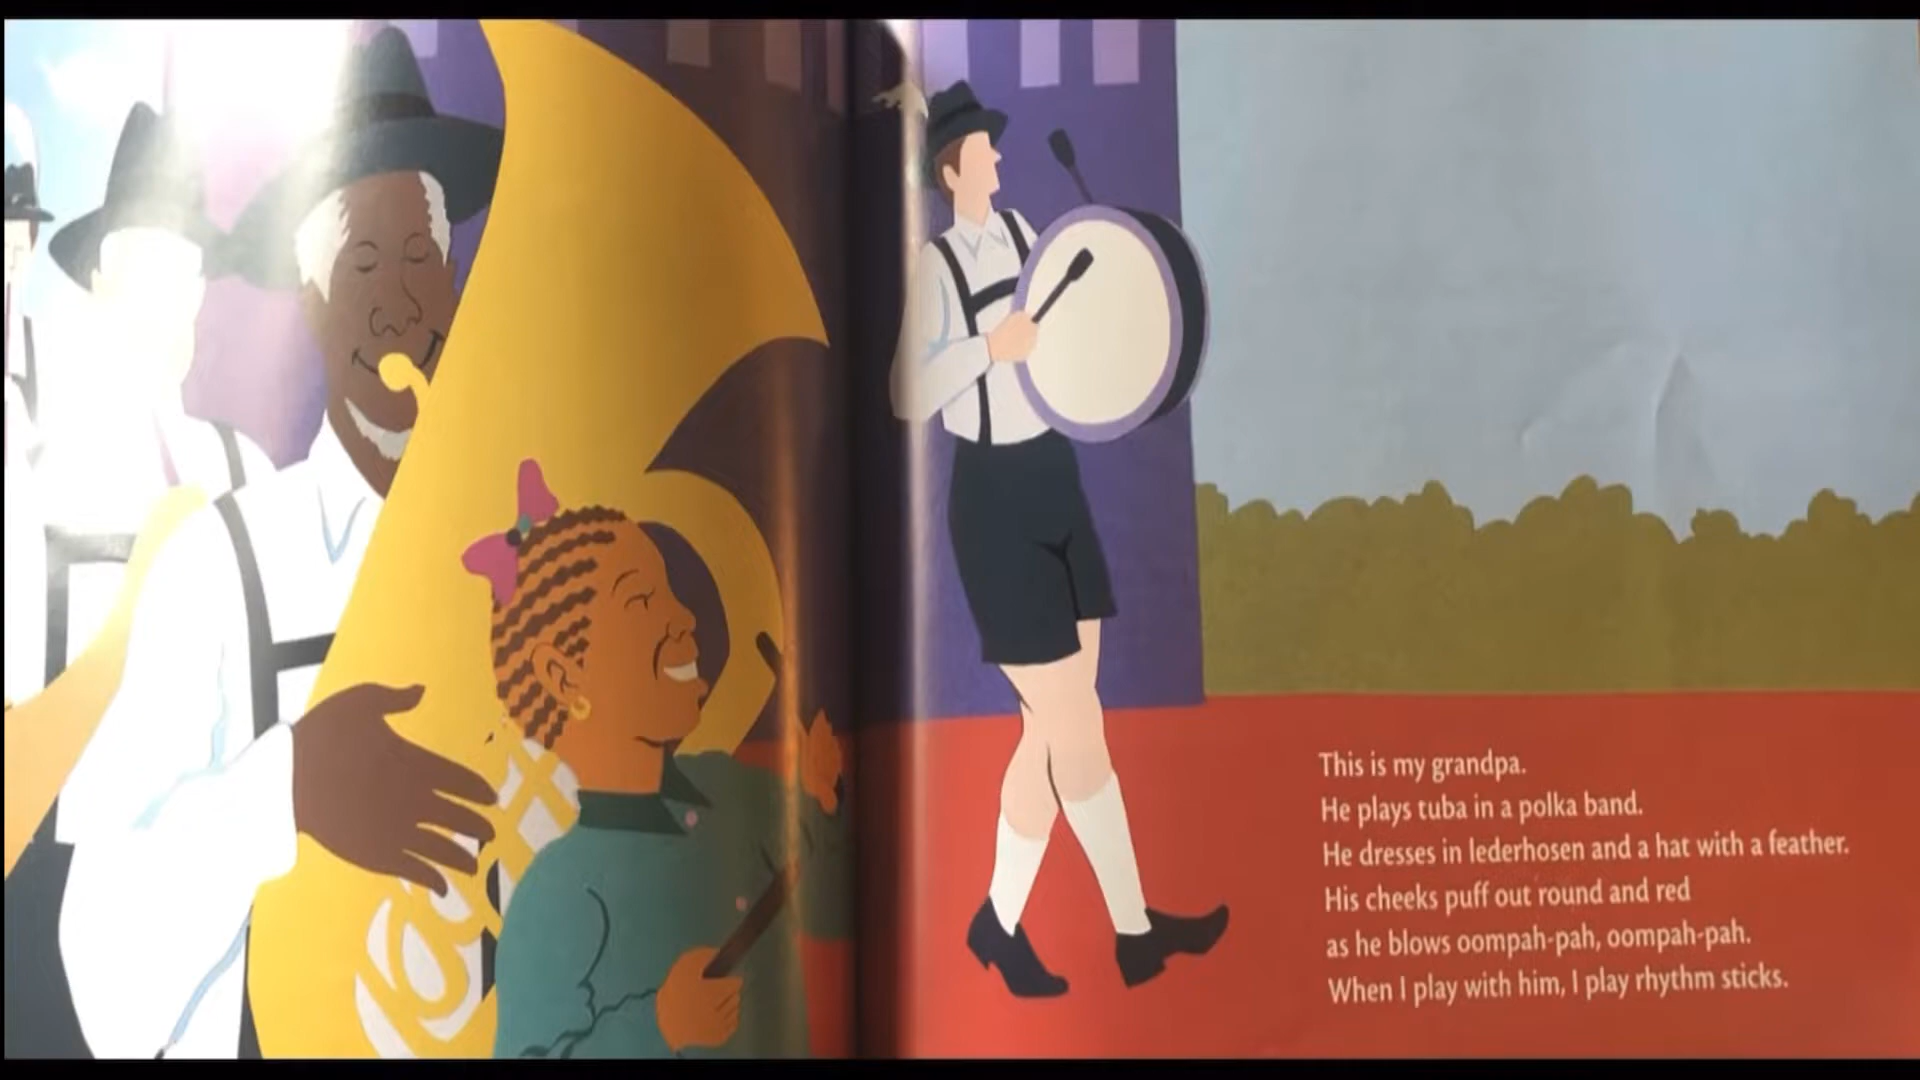 This is my grandpa.
He plays tuba in a polka band.
He dresses in lederhosen and a hat with a feather.
His cheeks puff out round and red
as he blows oompah-pah, oompah-pah.
When I play with him, I play rhythm sticks.